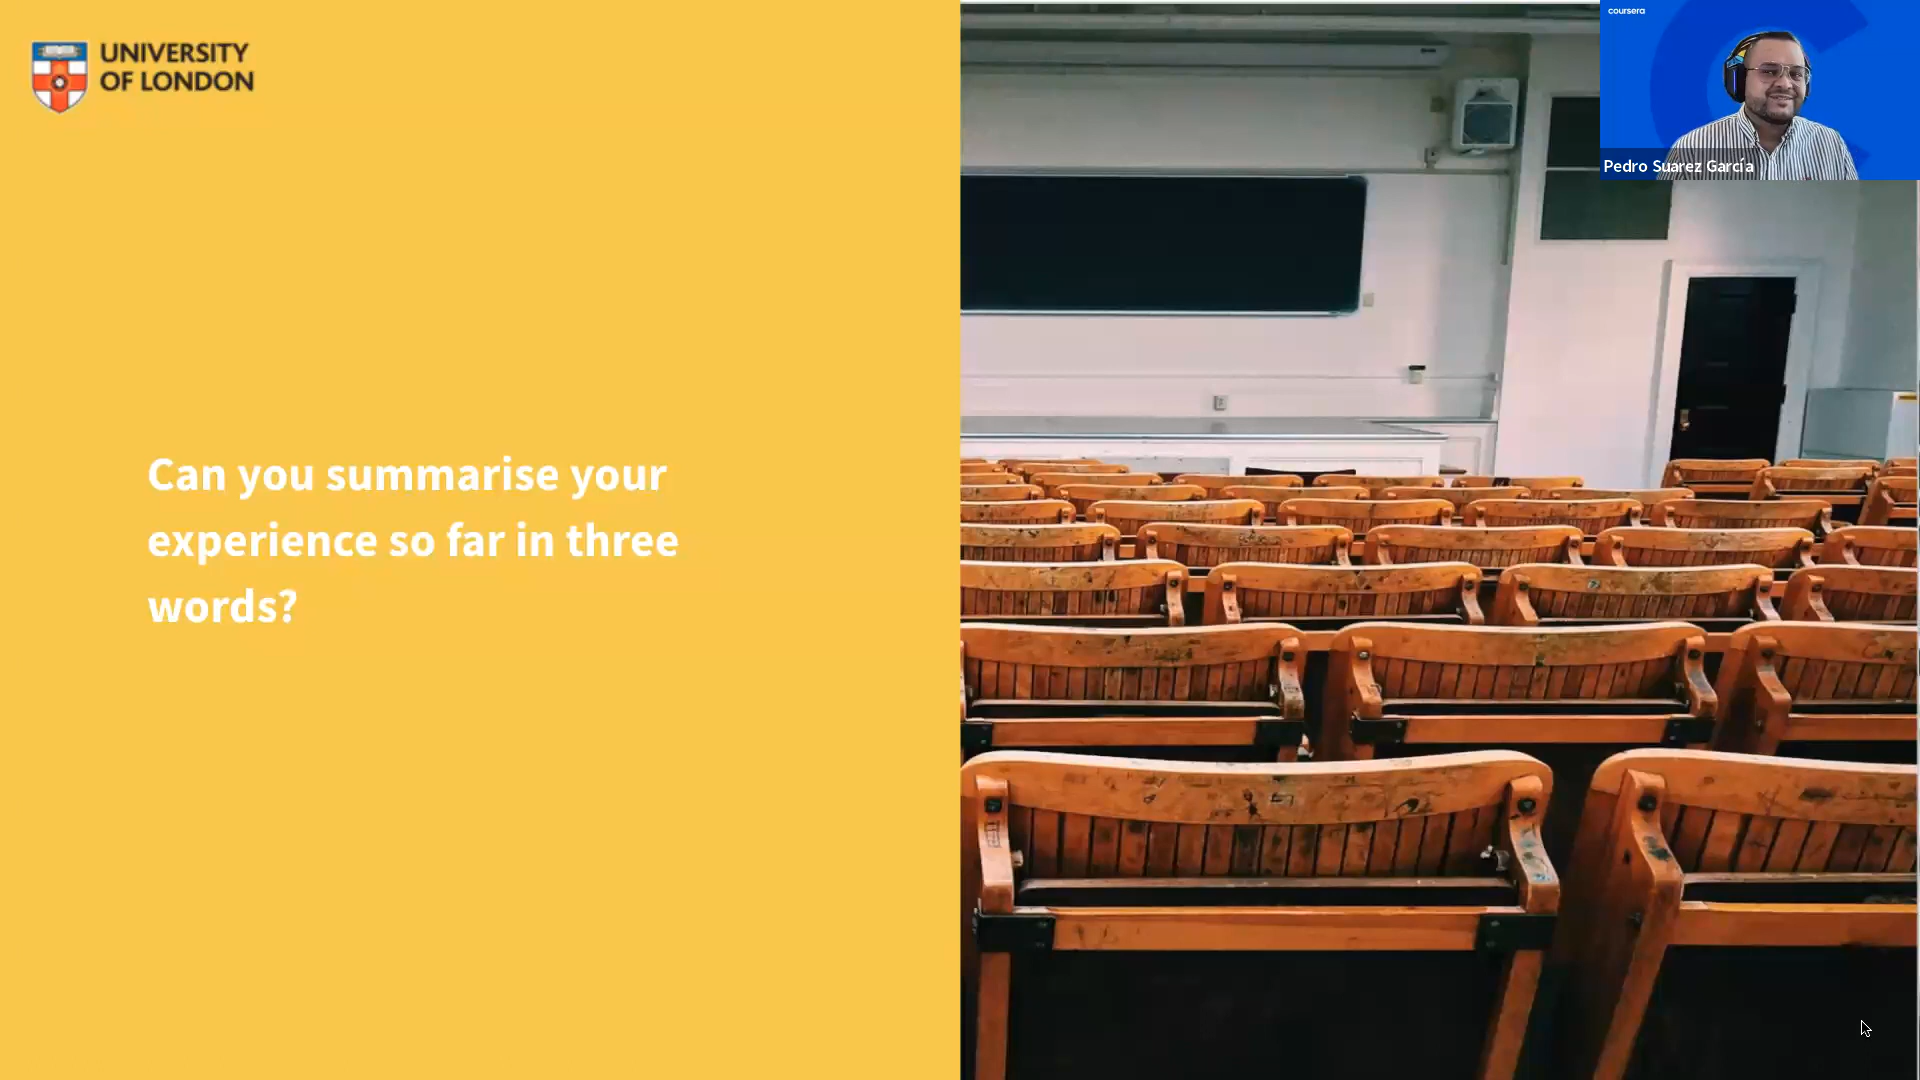 UNIVERSITY
OF LONDON
Can you summarise your
experience so far in three
words?
coursera
Pedro Suarez García